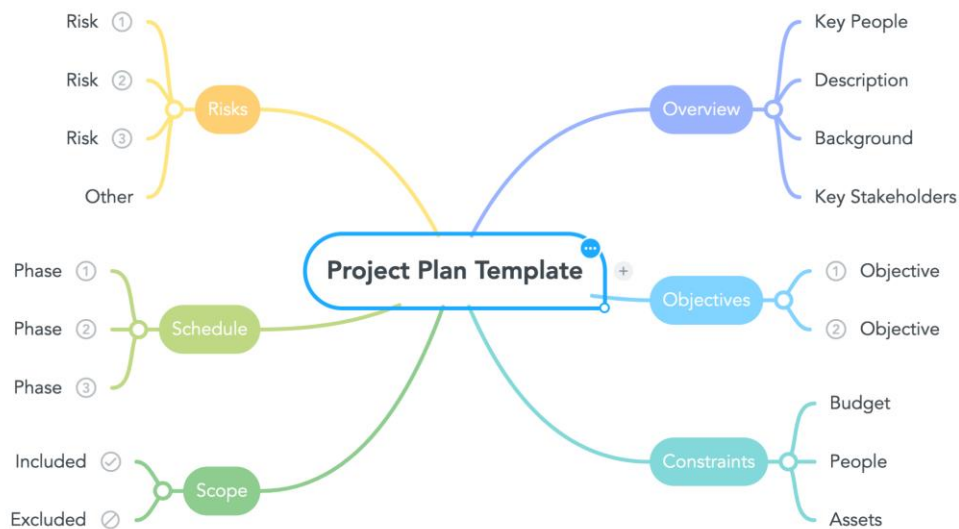 Project Plan Template
Overview
Key People
Description
Background
Key Stakeholders
Objectives
1 Objective
2 Objective
Constraints
Budget
People
Assets
Risks
Risk 1
Risk 2
Risk 3
Other
Schedule
Phase 1
Phase 2
Phase 3
Scope
Included
Excluded